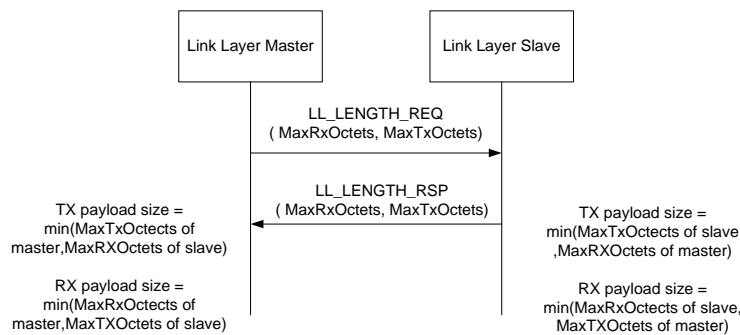 Link Layer Master
Link Layer Slave
LL_LENGTH_REQ
( MaxRxOctets, MaxTxOctets)
LL_LENGTH_RSP
( MaxRxOctets, MaxTxOctets)
TX payload size =
min(MaxTxOctects of
master,MaxRXOctets of slave)
RX payload size =
min(MaxRxOctects of
master,MaxTXOctets of slave)
TX payload size =
min(MaxTxOctects of slave
,MaxRXOctets of master)
RX payload size =
min(MaxRxOctects of slave,
MaxTXOctets of master)